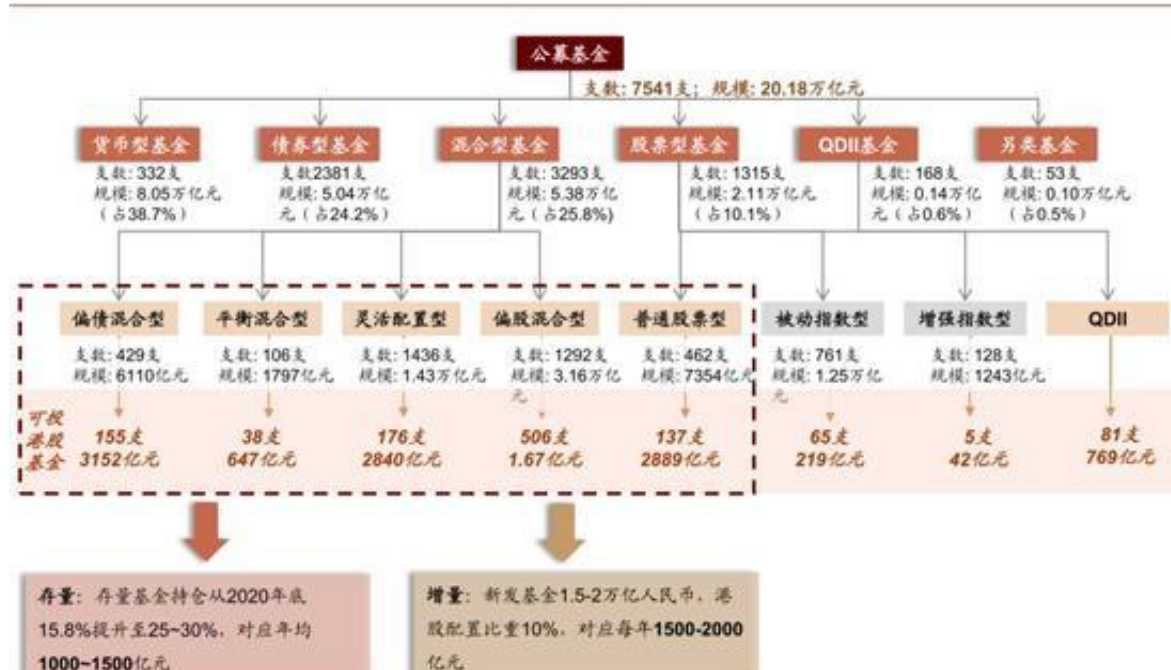 公募基金
支数: 7541支; 规模: 20.18万亿元
货币型基金
支数: 332支
规模: 8.05万亿元
(占38.7%)
债券型基金
支数2381支
规模: 5.04万亿
元(占24.2%)
混合型基金
支数: 3293支
规模: 5.38万亿
元(占25.8%)
股票型基金
支数: 1315支
规模: 2.11万亿元
(占10.1%)
QDII基金
支数: 168支
规模: 0.14万亿
元(占0.6%)
另类基金
支数: 53支
规模: 0.10万亿元
(占0.5%)
偏债混合型
支数: 429支
规模: 6110亿元
平衡混合型
支数: 106支
规模: 1797亿元
灵活配置型
支数: 1436支
规模: 1.43万亿元
偏股混合型
支数: 1292支
规模: 3.16万亿
元
普通股票型
支数: 462支
规模: 7354亿元
被动指数型
支数: 761支
规模: 1.25万亿
元
增强指数型
支数: 128支
规模: 1243亿元
QDII
可投
港股
基金
155支
3152亿元
38支
647亿元
176支
2840亿元
506支
1.67亿元
137支
2889亿元
65支
219亿元
5支
42亿元
81支
769亿元
存量: 存量基金持仓从2020年底
15.8%提升至25~30%, 对应年均
1000~1500亿元
增量: 新发基金1.5-2万亿人民币, 港
股配置比重10%, 对应每年1500-2000
亿元